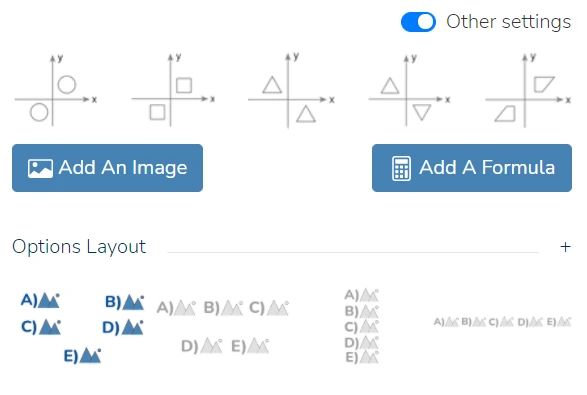 Other settings
y y y y y
x x x x x
Add An Image Add A Formula
Options Layout +
A) B) A) B) C) A) B) C) D) E) A) B) C) D) E)
C) D) D) E)
E)